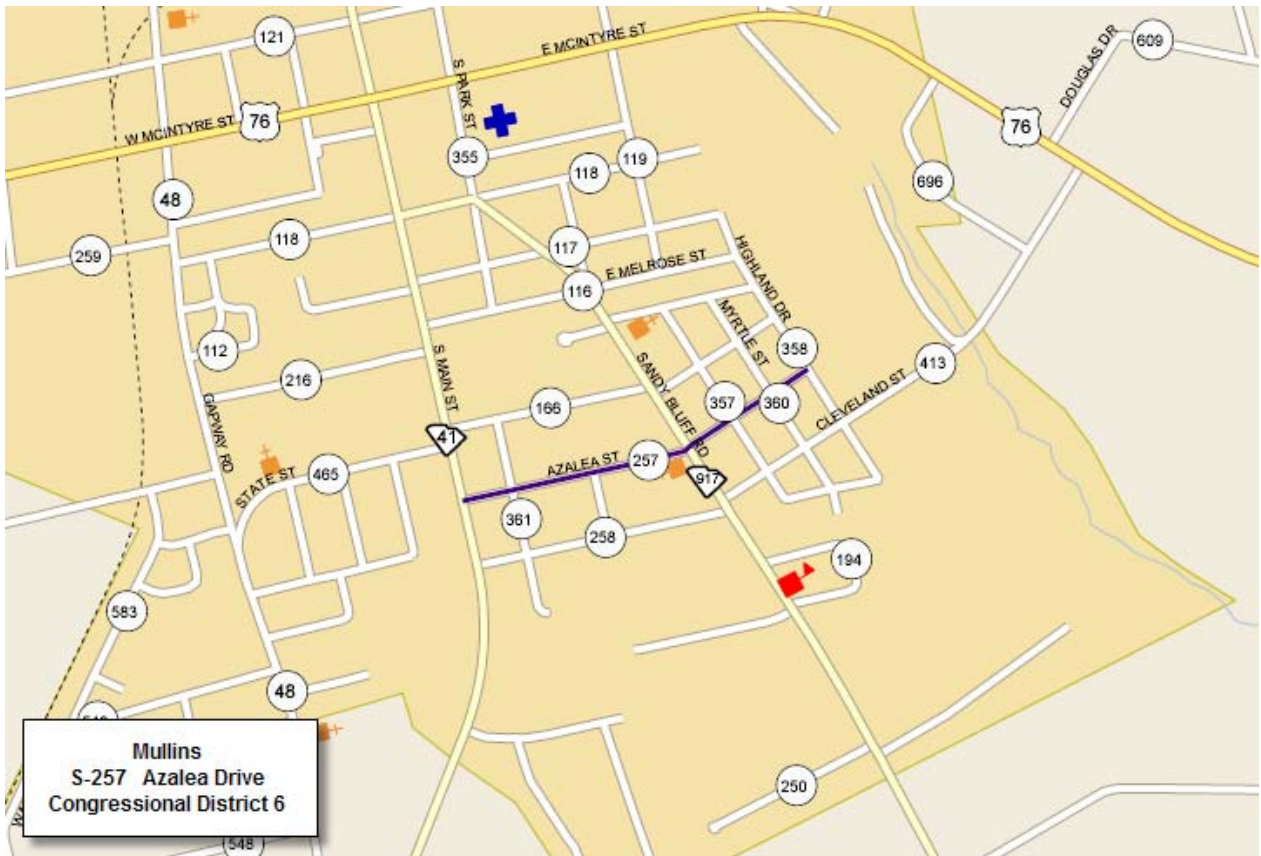 121
S PARK ST
E MCINTYRE ST
DOUGLAS DR
609
W MCINTYRE ST
76
76
355
118
119
696
48
118
117
259
E MELROSE ST
HIGHLAND DR
116
MYRTLE ST
112
358
216
S MAIN ST
SANDY BLUFF RD
413
357
360
CLEVELAND ST
GAPWAY RD
166
41
AZALEA ST
257
STATE ST
465
917
361
258
194
583
48
250
548
Mullins
S-257 Azalea Drive
Congressional District 6